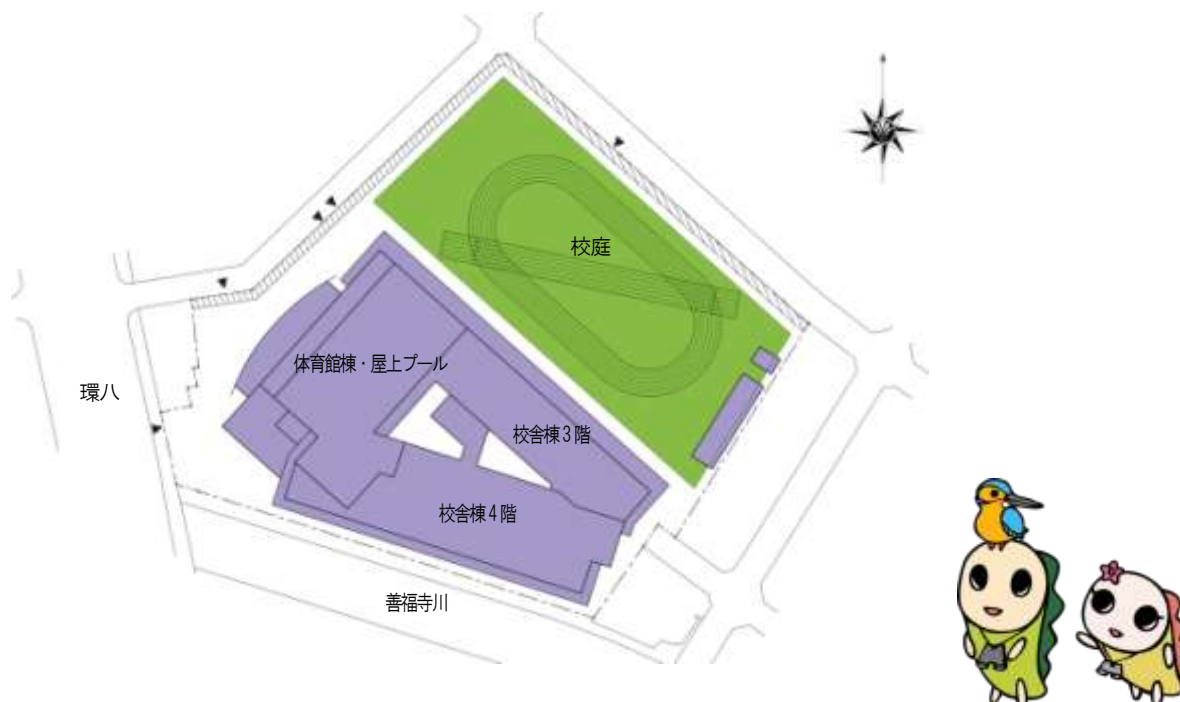 校庭
体育館棟・屋上プール
環八
校舎棟３階
校舎棟４階
善福寺川